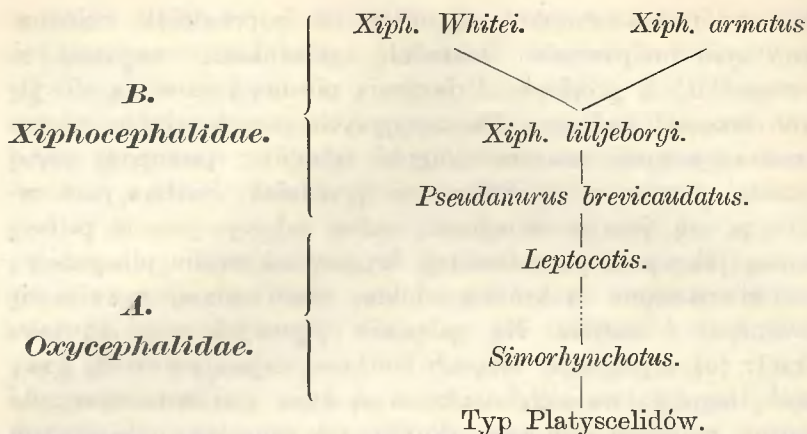 Xiph. Whitei. Xiph. armatus
B.
Xiphocephalidae.
Xiph. lilljeborgi.
Pseudanurus brevicaudatus.
Leptocotis.
A.
Oxycephalidae.
Simorhynchotus.
Typ Platyscelidów.